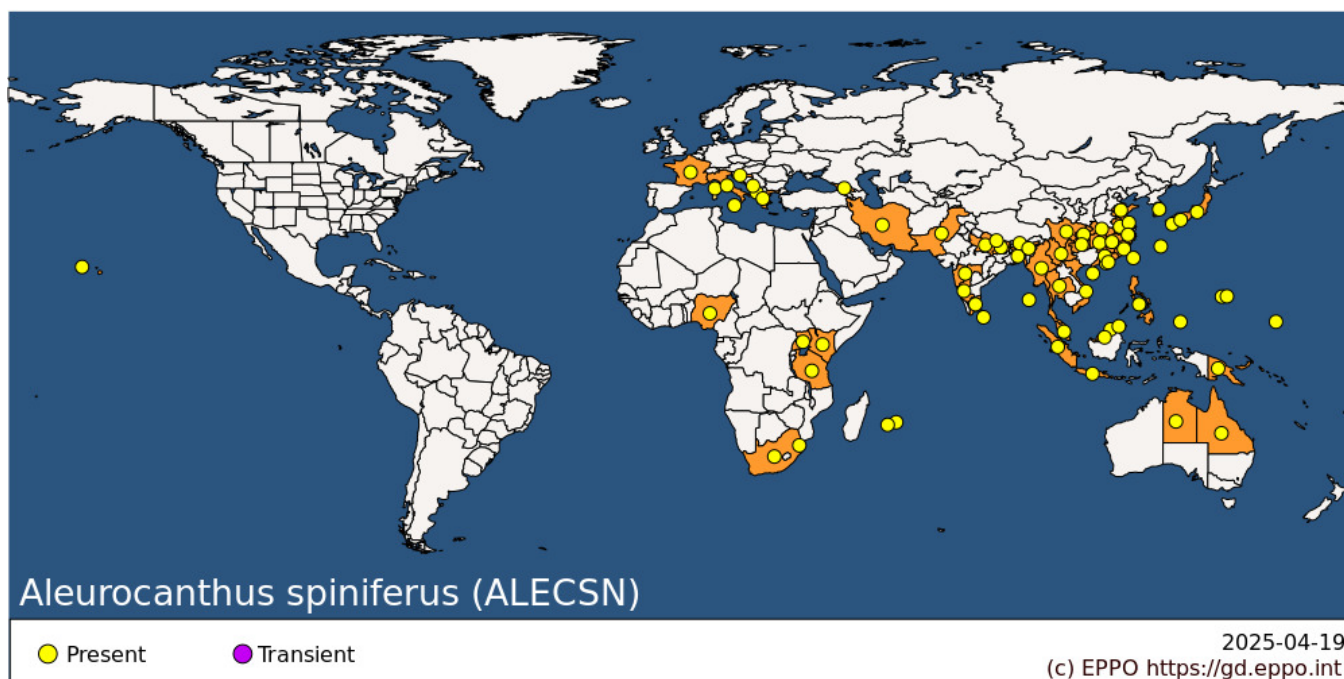 Aleurocanthus spiniferus (ALECSN)
Present
Transient
2025-04-19
(c) EPPO https://gd.eppo.int